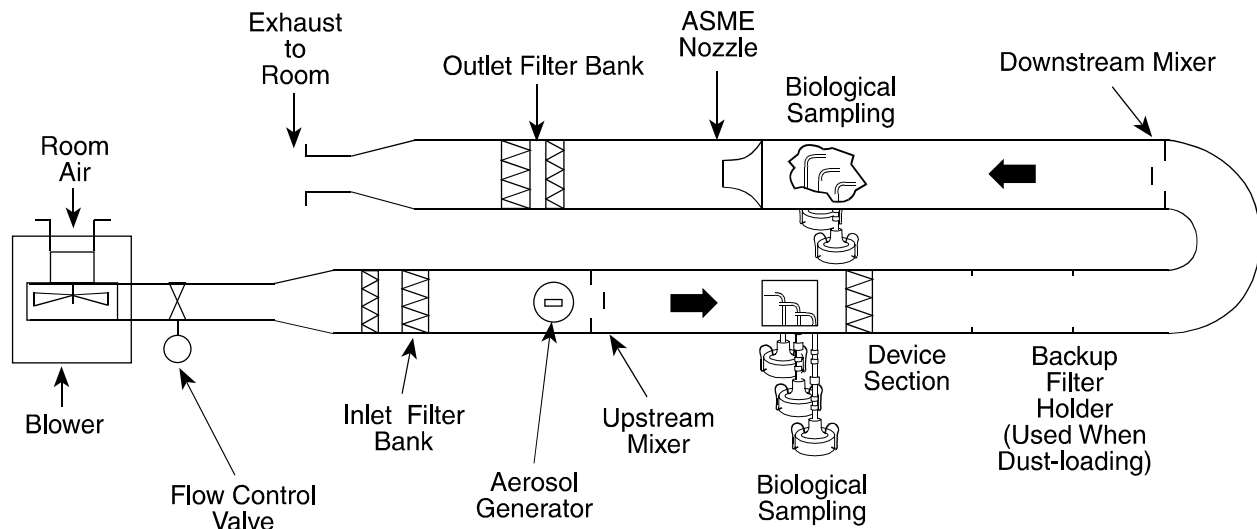 Exhaust
to
Room
Outlet Filter Bank
ASME
Nozzle
Biological
Sampling
Downstream Mixer
Room
Air
Blower
Flow Control
Valve
Inlet Filter
Bank
Aerosol
Generator
Upstream
Mixer
Biological
Sampling
Device
Section
Backup
Filter
Holder
(Used When
Dust-loading)